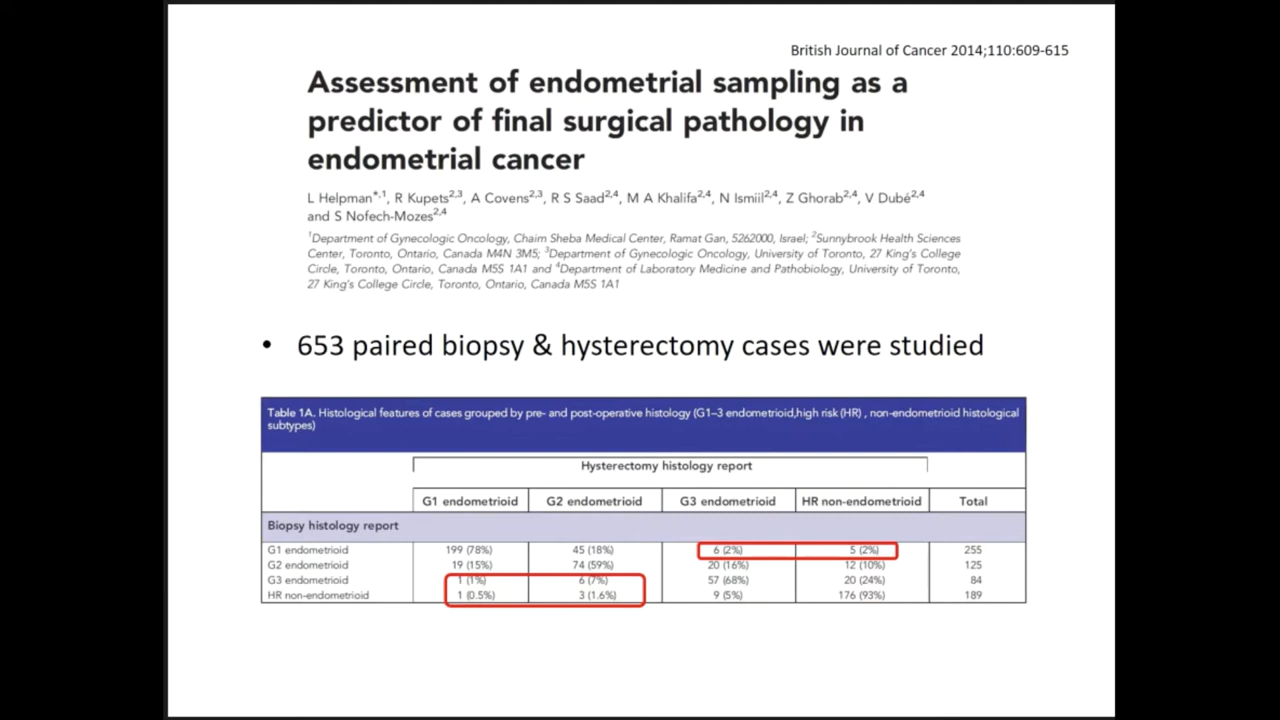 British Journal of Cancer 2014;110:609-615
Assessment of endometrial sampling as a
predictor of final surgical pathology in
endometrial cancer
L Helpman*,1, R Kupets2,3, A Covens2,3, R S Saad2,4, M A Khalifa2,4, N Ismiil2,4, Z Ghorab2,4, V Dubé2,4
and S Nofech-Mozes2,4
1Department of Gynecologic Oncology, Chaim Sheba Medical Center, Ramat Gan, 5262000, Israel; 2Sunnybrook Health Sciences
Center, Toronto, Ontario, Canada M4N 3M5; 3Department of Gynecologic Oncology, University of Toronto, 27 King's College
Circle, Toronto, Ontario, Canada M5S 1A1 and 4Department of Laboratory Medicine and Pathobiology, University of Toronto,
27 King's College Circle, Toronto, Ontario, Canada M5S 1A1
• 653 paired biopsy & hysterectomy cases were studied
Table 1A. Histological features of cases grouped by pre- and post-operative histology (G1–3 endometrioid,high risk (HR) , non-endometrioid histological
subtypes)
Hysterectomy histology report
G1 endometrioid G2 endometrioid G3 endometrioid HR non-endometrioid Total
Biopsy histology report
G1 endometrioid 199 (78%) 45 (18%) 6 (2%) 5 (2%) 255
G2 endometrioid 19 (15%) 74 (59%) 20 (16%) 12 (10%) 125
G3 endometrioid 1 (1%) 6 (7%) 57 (68%) 20 (24%) 84
HR non-endometrioid 1 (0.5%) 3 (1.6%) 9 (5%) 176 (93%) 189